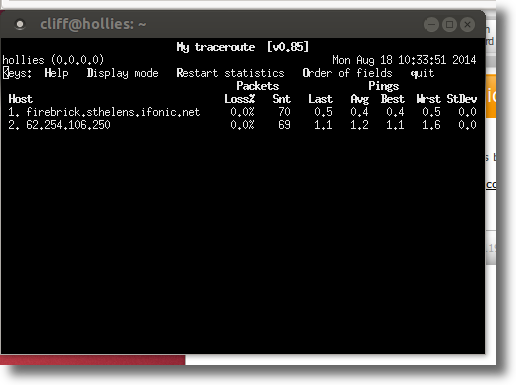 cliff@hollies: ~
My traceroute [v0.85]
hollies (0.0.0.0) Mon Aug 18 10:33:51 2014
Keys: Help Display mode Restart statistics Order of fields quit
Packets Pings
Host Loss% Snt Last Avg Best Wrst StDev
1. firebrick.sthelens.ifonic.net 0.0% 70 0.5 0.4 0.4 0.5 0.0
2. 62.254.106.250 0.0% 69 1.1 1.2 1.1 1.6 0.0